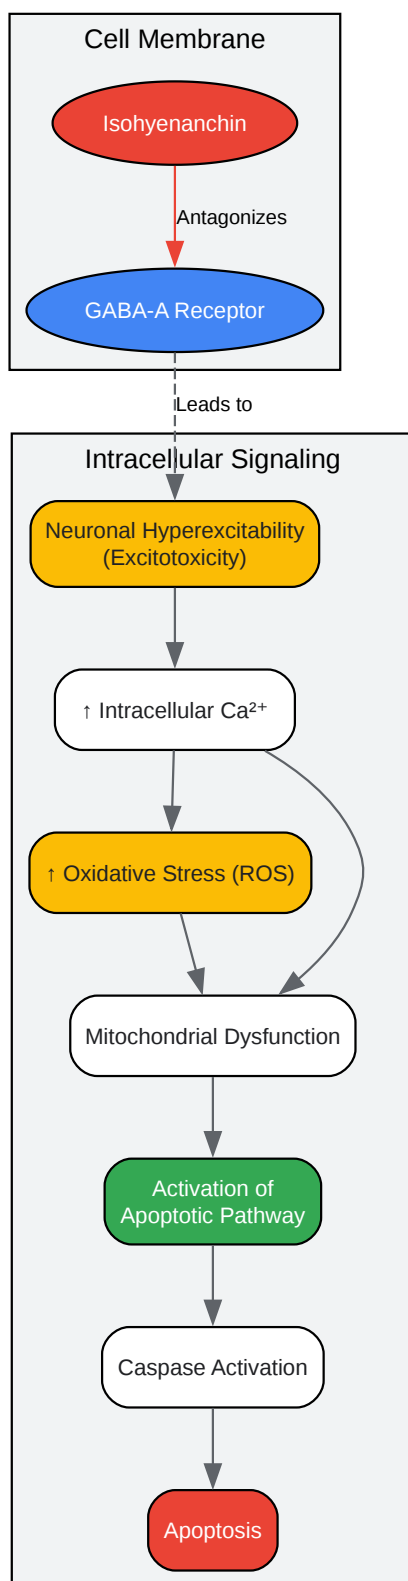 Cell Membrane
Isohyenanchin
Antagonizes
GABA-A Receptor
Leads to
Intracellular Signaling
Neuronal Hyperexcitability
(Excitotoxicity)
↑ Intracellular Ca²⁺
↑ Oxidative Stress (ROS)
Mitochondrial Dysfunction
Activation of
Apoptotic Pathway
Caspase Activation
Apoptosis